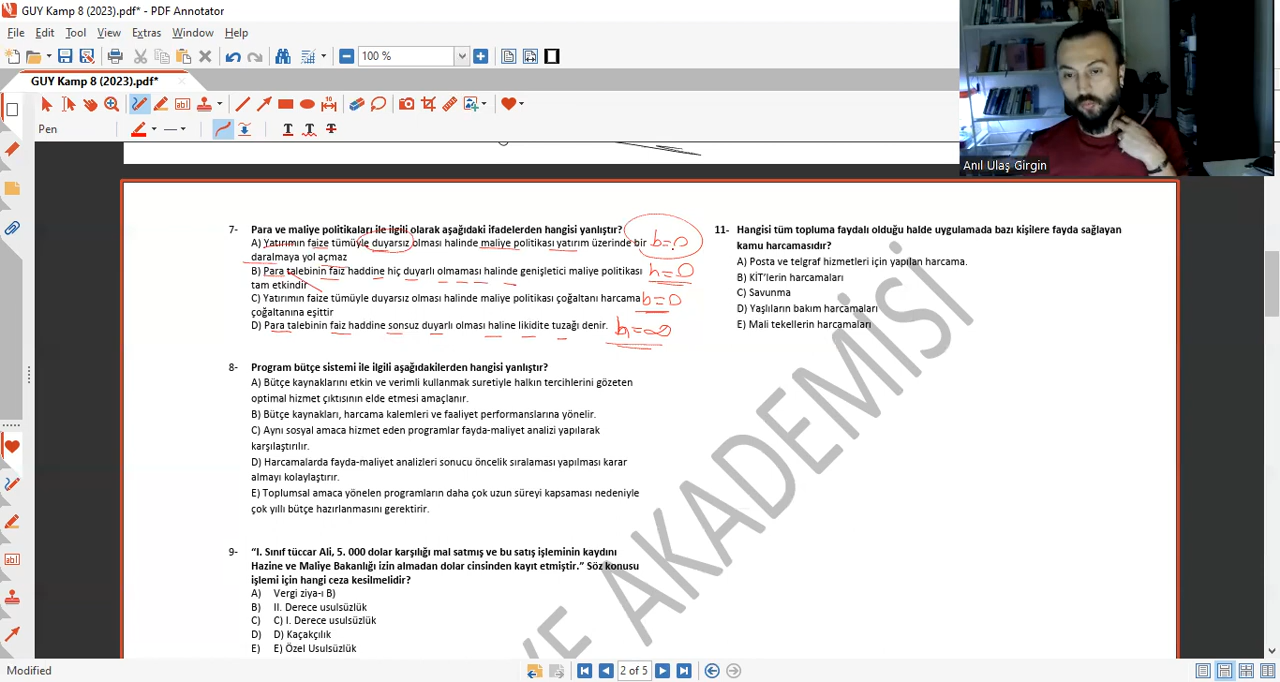 GUY Kamp 8 (2023).pdf* - PDF Annotator
File Edit Tool View Extras Window Help
100 %
GUY Kamp 8 (2023).pdf*
Pen
Anıl Ulaş Girgin
7- Para ve maliye politikaları ile ilgili olarak aşağıdaki ifadelerden hangisi yanlıştır?
A) Yatırımın faize tümüyle duyarsız olması halinde maliye politikası yatırım üzerinde bir b=0
daralmaya yol açmaz
B) Para talebinin faiz haddine hiç duyarlı olmaması halinde genişletici maliye politikası h=0
tam etkindir
C) Yatırımın faize tümüyle duyarsız olması halinde maliye politikası çoğaltanı harcama b=0
çoğaltanına eşittir
D) Para talebinin faiz haddine sonsuz duyarlı olması haline likidite tuzağı denir. h=∞
8- Program bütçe sistemi ile ilgili aşağıdakilerden hangisi yanlıştır?
A) Bütçe kaynaklarını etkin ve verimli kullanmak suretiyle halkın tercihlerini gözeten
optimal hizmet çıktısının elde etmesi amaçlanır.
B) Bütçe kaynakları, harcama kalemleri ve faaliyet performanslarına yönelir.
C) Aynı sosyal amaca hizmet eden programlar fayda-maliyet analizi yapılarak
karşılaştırılır.
D) Harcamalarda fayda-maliyet analizleri sonucu öncelik sıralaması yapılması karar
almayı kolaylaştırır.
E) Toplumsal amaca yönelen programların daha çok uzun süreyi kapsaması nedeniyle
çok yıllı bütçe hazırlanmasını gerektirir.
9- "I. Sınıf tüccar Ali, 5. 000 dolar karşılığı mal satmış ve bu satış işleminin kaydını
Hazine ve Maliye Bakanlığı izin almadan dolar cinsinden kayıt etmiştir." Söz konusu
işlemi için hangi ceza kesilmelidir?
A) Vergi ziya-ı B)
B) II. Derece usulsüzlük
C) C) I. Derece usulsüzlük
D) D) Kaçakçılık
E) E) Özel Usulsüzlük
11- Hangisi tüm topluma faydalı olduğu halde uygulamada bazı kişilere fayda sağlayan
kamu harcamasıdır?
A) Posta ve telgraf hizmetleri için yapılan harcama.
B) KİT'lerin harcamaları
C) Savunma
D) Yaşlıların bakım harcamaları
E) Mali tekellerin harcamaları
YE AKADEMİSİ
Modified
2 of 5